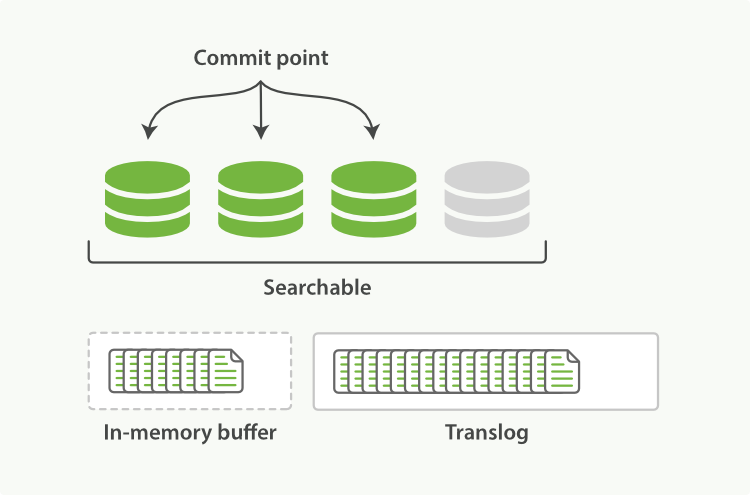 Commit point
Searchable
In-memory buffer
Translog